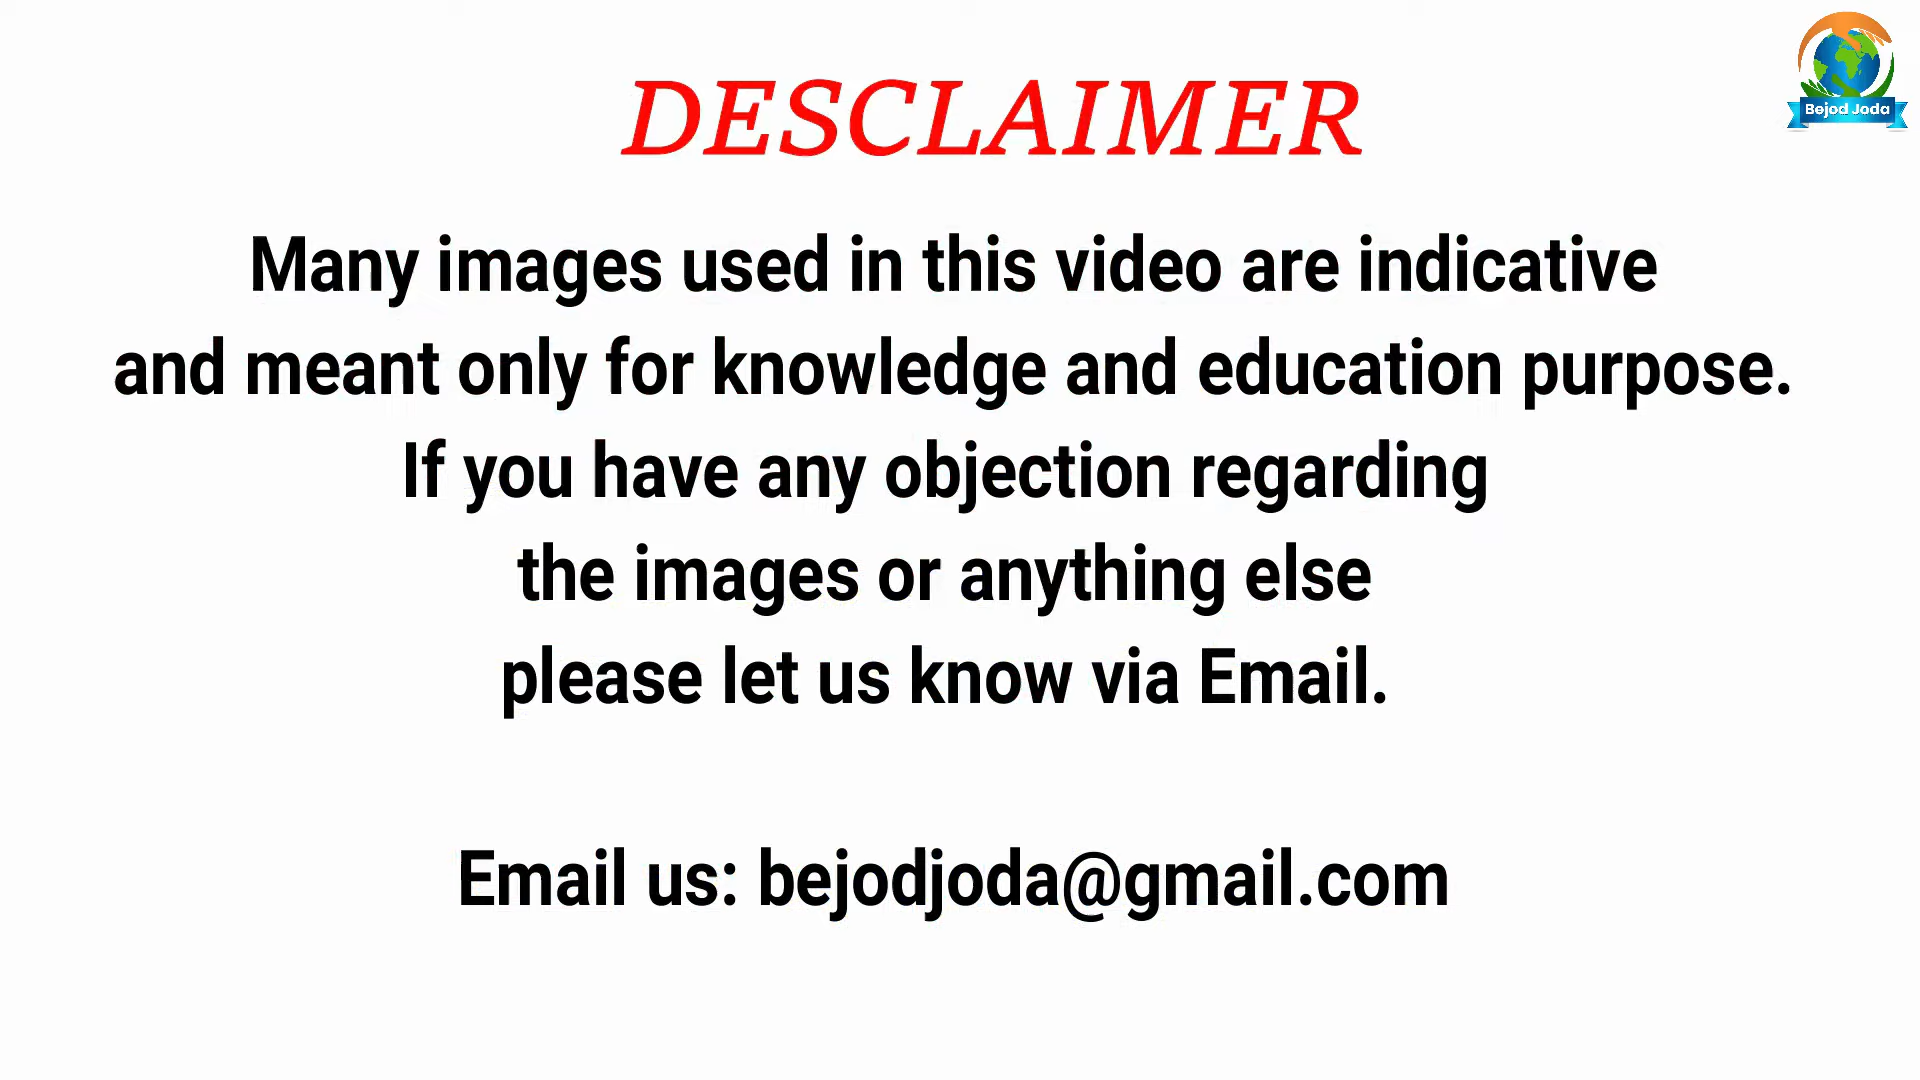 Bejod Joda
DESCLAIMER
Many images used in this video are indicative
and meant only for knowledge and education purpose.
If you have any objection regarding
the images or anything else
please let us know via Email.
Email us: bejodjoda@gmail.com